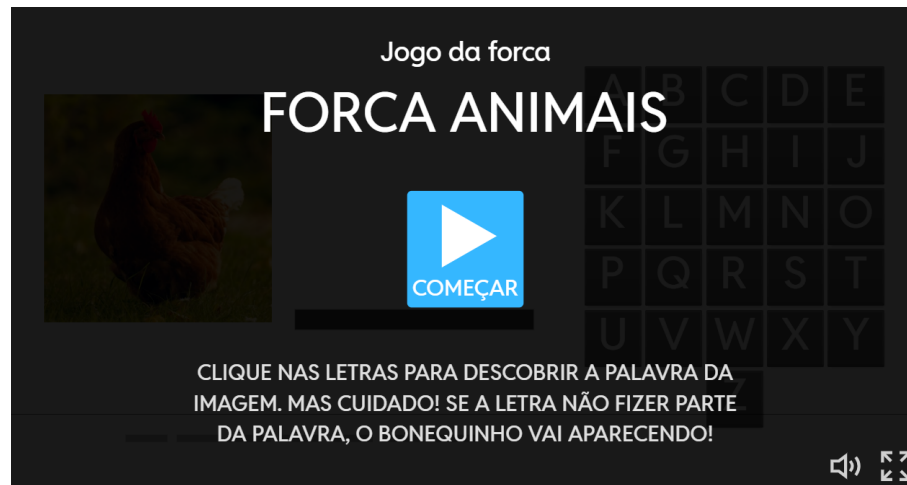 Jogo da forca
FORCA ANIMAIS
A B C D E
F G H I J
K L M N O
P Q R S T
U V W X Y
Z
COMEÇAR
CLIQUE NAS LETRAS PARA DESCOBRIR A PALAVRA DA
IMAGEM. MAS CUIDADO! SE A LETRA NÃO FIZER PARTE
DA PALAVRA, O BONEQUINHO VAI APARECENDO!